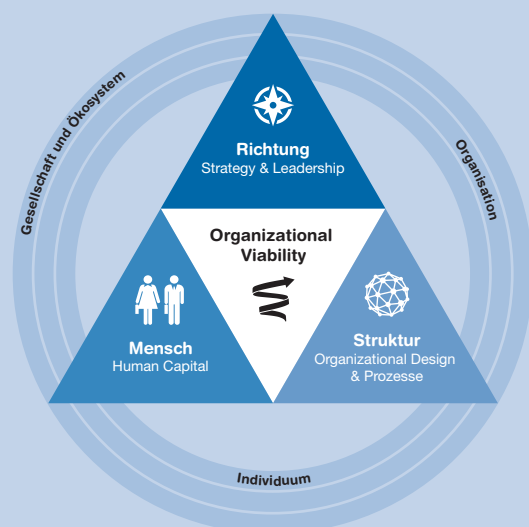 Gesellschaft und Ökosystem
Organisation
Richtung
Strategy & Leadership
Organizational
Viability
Mensch
Human Capital
Struktur
Organizational Design
& Prozesse
Individuum